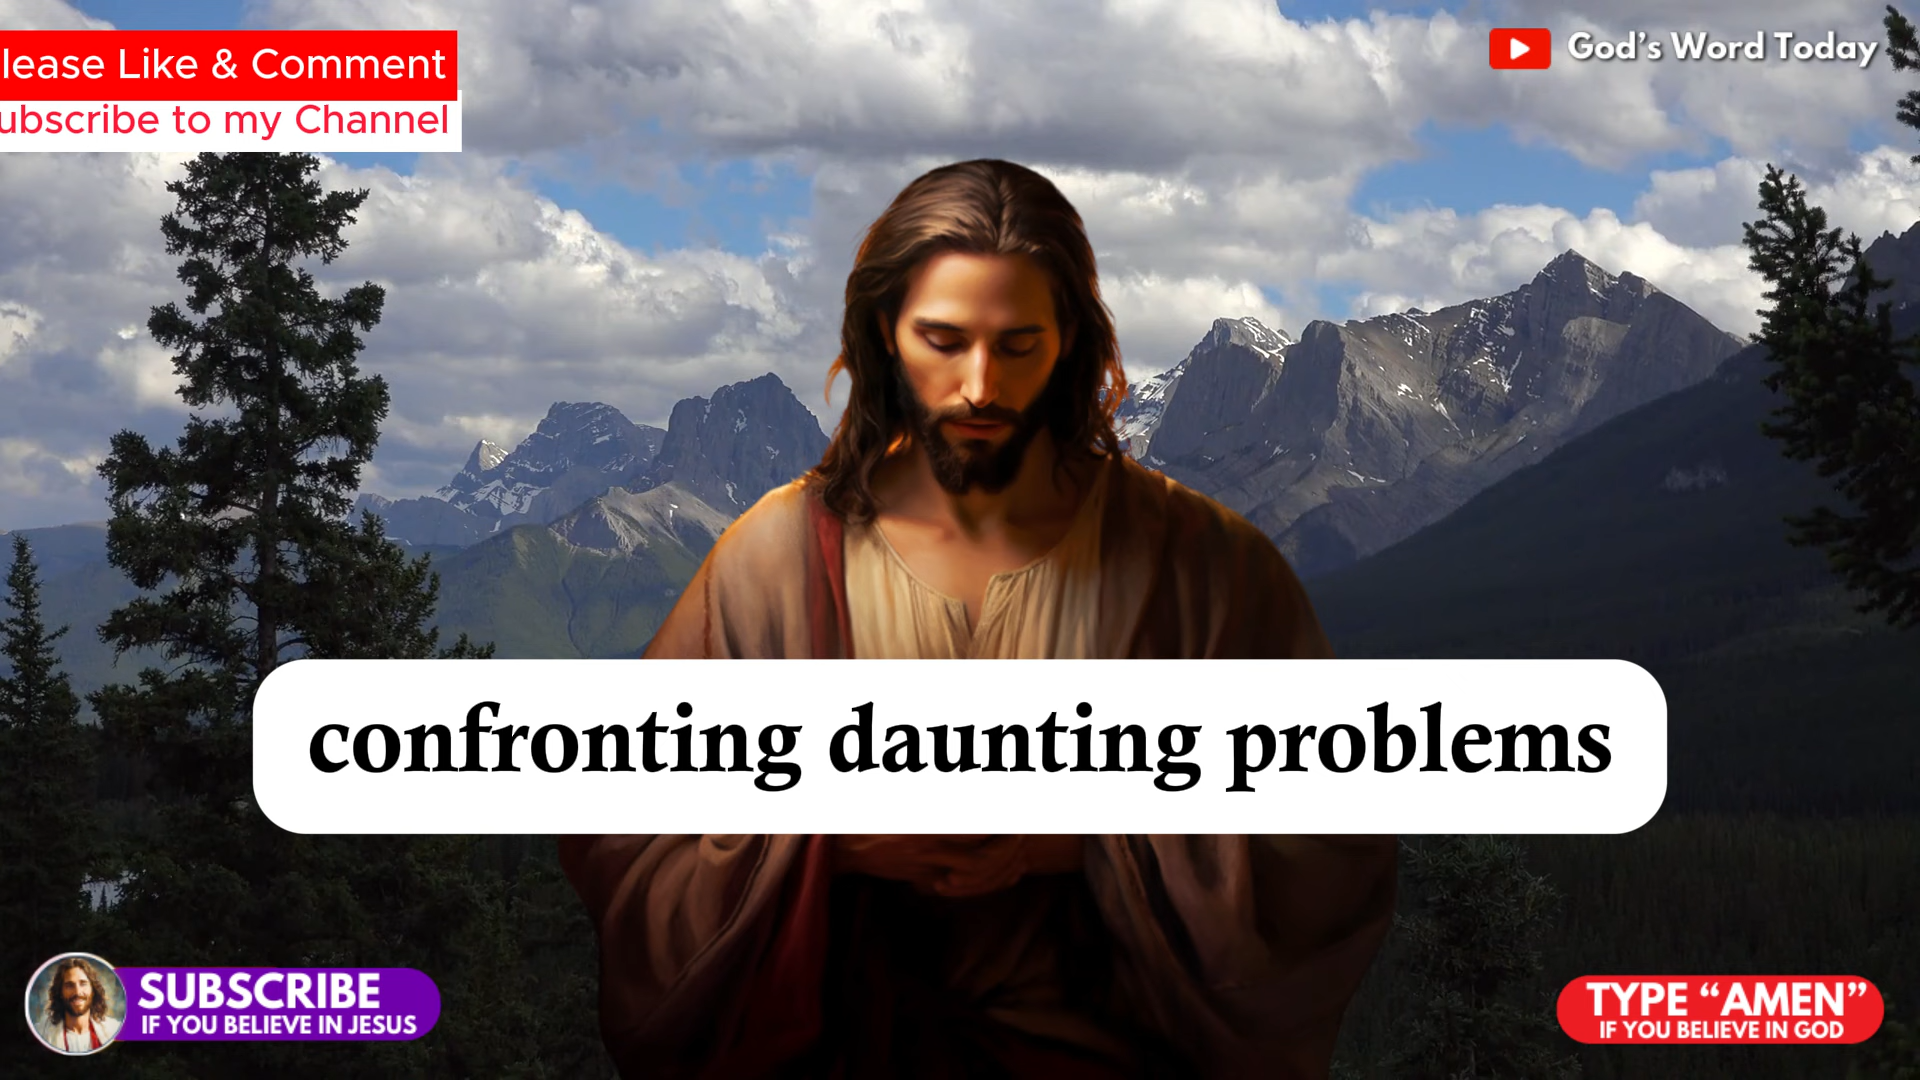 lease Like & Comment
ubscribe to my Channel
God's Word Today
confronting daunting problems
SUBSCRIBE
IF YOU BELIEVE IN JESUS
TYPE “AMEN”
IF YOU BELIEVE IN GOD